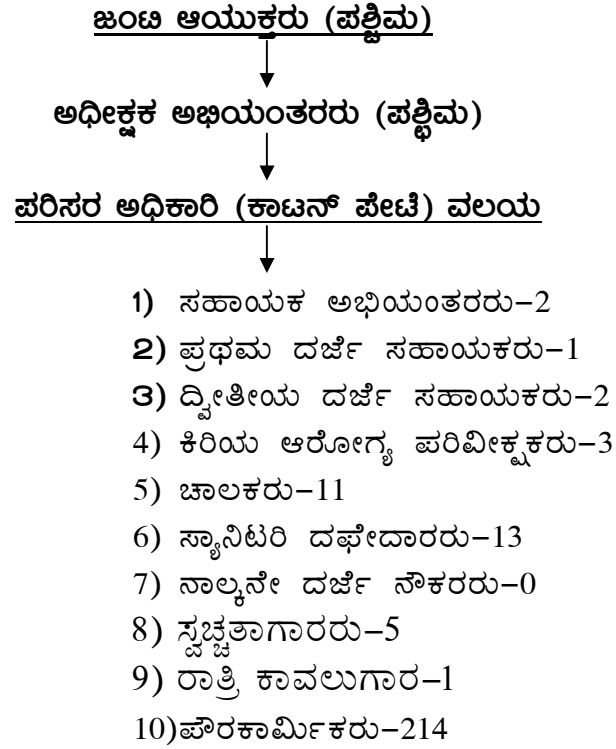 ಜಂಟಿ ಆಯುಕ್ತರು (ಪಶ್ಚಿಮ)
ಅಧೀಕ್ಷಕ ಅಭಿಯಂತರರು (ಪಶ್ಛಿಮ)
ಪರಿಸರ ಅಧಿಕಾರಿ (ಕಾಟನ್ ಪೇಟೆ) ವಲಯ
1) ಸಹಾಯಕ ಅಭಿಯಂತರರು-2
2) ಪ್ರಥಮ ದರ್ಜೆ ಸಹಾಯಕರು-1
3) ದ್ವೀತೀಯ ದರ್ಜೆ ಸಹಾಯಕರು-2
4) ಕಿರಿಯ ಆರೋಗ್ಯ ಪರಿವೀಕ್ಷಕರು-3
5) ಚಾಲಕರು-11
6) ಸ್ಯಾನಿಟರಿ ದಫೇದಾರರು-13
7) ನಾಲ್ಕನೇ ದರ್ಜೆ ನೌಕರರು-0
8) ಸ್ವಚ್ಚತಾಗಾರರು-5
9) ರಾತ್ರಿ ಕಾವಲುಗಾರ-1
10)ಪೌರಕಾರ್ಮಿಕರು-214